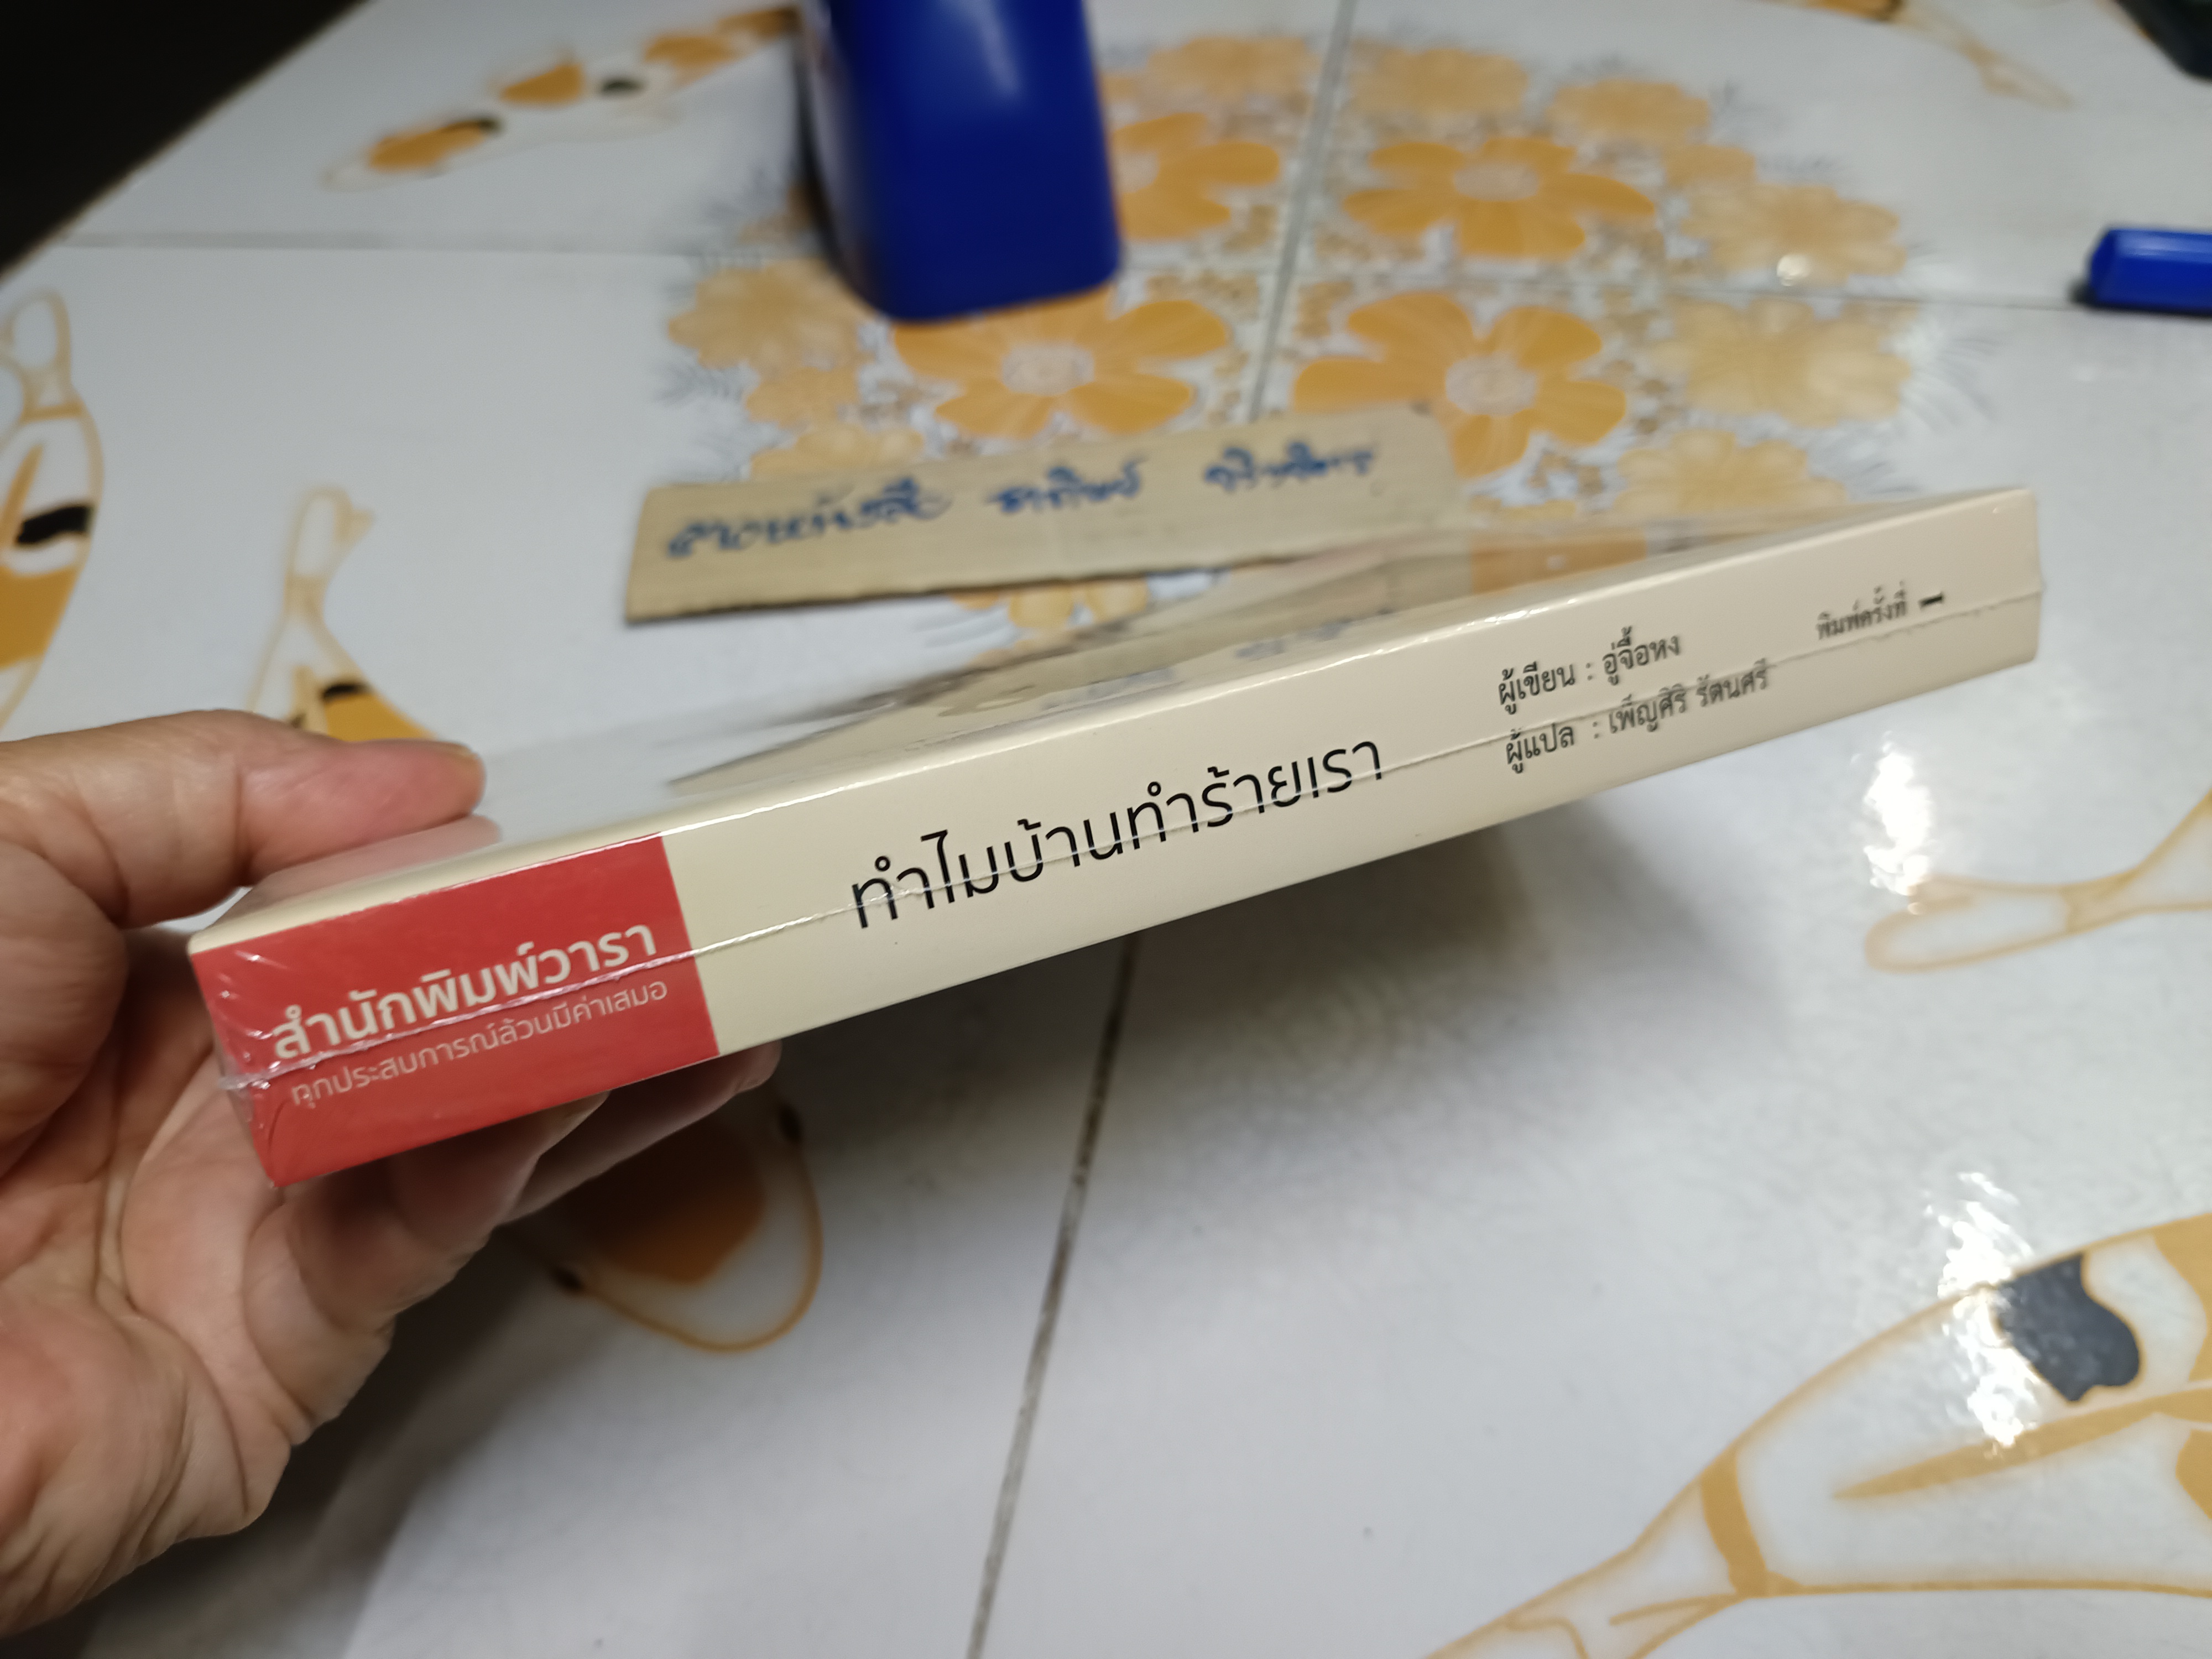 สำนักพิมพ์วารา
ทุกประสบการณ์ล้วนมีค่าเสมอ
ทำไมบ้านทำร้ายเรา
ผู้เขียน : อู่จื้อหง
ผู้แปล : เพ็ญศิริ รัตนศรี
พิมพ์ครั้งที่ 1